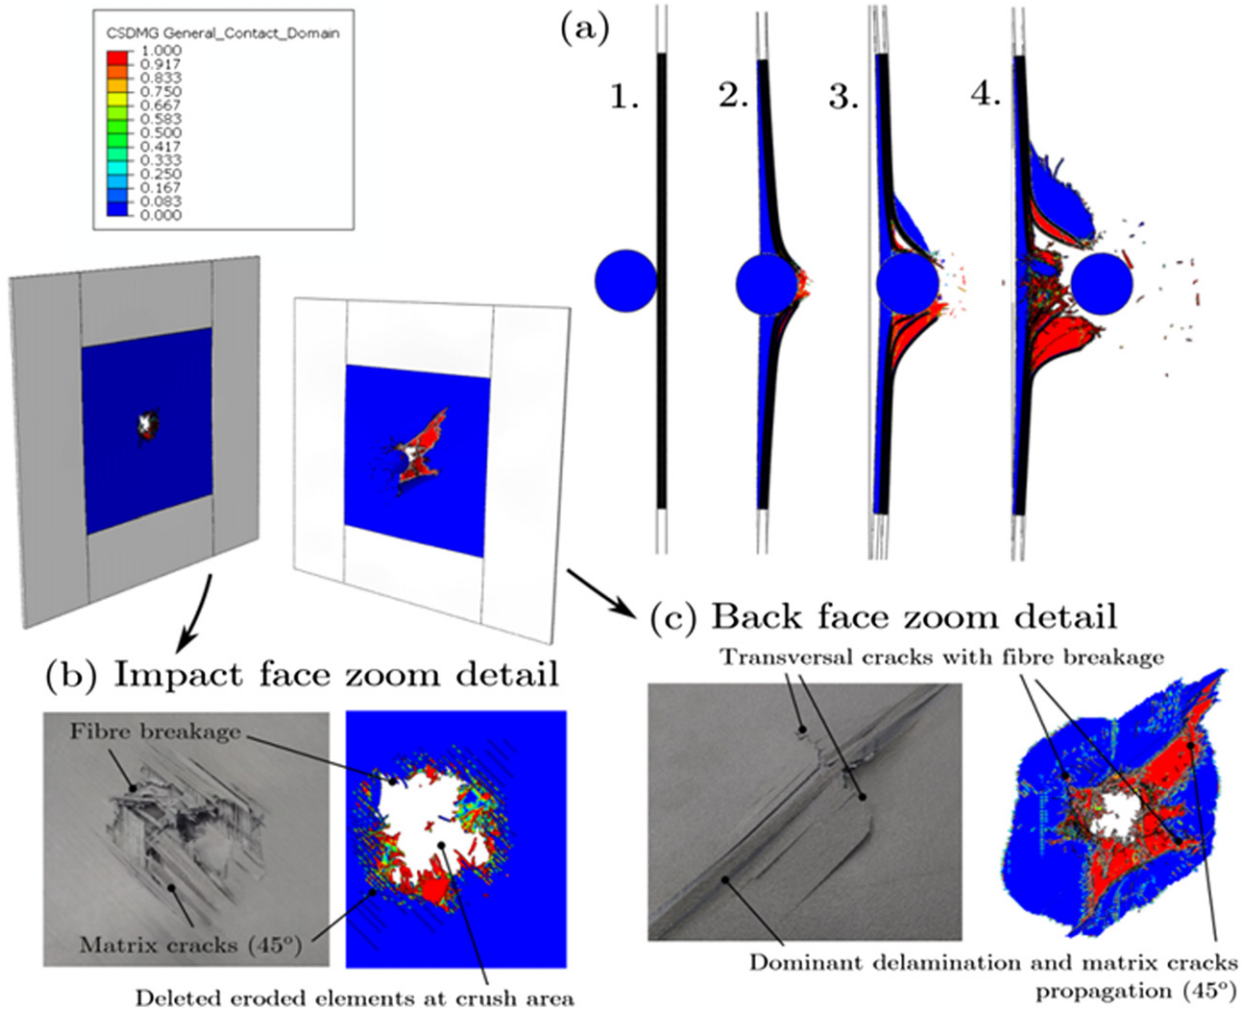 CSDMG General_Contact_Domain
1.000
0.917
0.833
0.750
0.667
0.583
0.500
0.417
0.333
0.250
0.167
0.083
0.000
(a)
1.
2.
3.
4.
(b) Impact face zoom detail
Fibre breakage
Matrix cracks (45º)
Deleted eroded elements at crush area
(c) Back face zoom detail
Transversal cracks with fibre breakage
Dominant delamination and matrix cracks
propagation (45º)